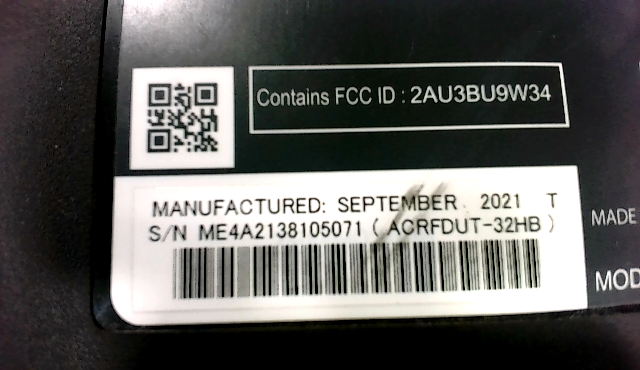 Contains FCC ID : 2AU3BU9W34
MANUFACTURED: SEPTEMBER. 2021 T
S/N ME4A2138105071 ( ACRFDUT-32HB )
MADE
MOD